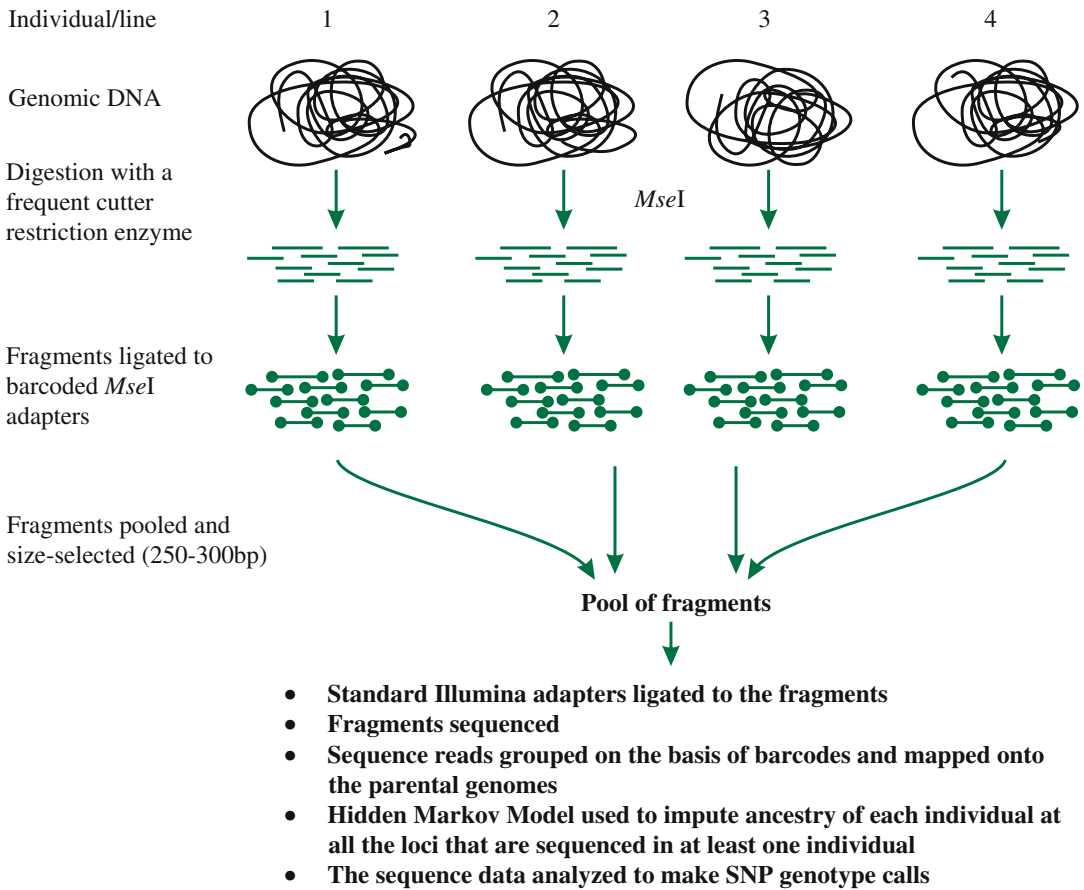 Individual/line 1 2 3 4
Genomic DNA
Digestion with a
frequent cutter
restriction enzyme
MseI
Fragments ligated to
barcoded MseI
adapters
Fragments pooled and
size-selected (250-300bp)
Pool of fragments
• Standard Illumina adapters ligated to the fragments
• Fragments sequenced
• Sequence reads grouped on the basis of barcodes and mapped onto
the parental genomes
• Hidden Markov Model used to impute ancestry of each individual at
all the loci that are sequenced in at least one individual
• The sequence data analyzed to make SNP genotype calls